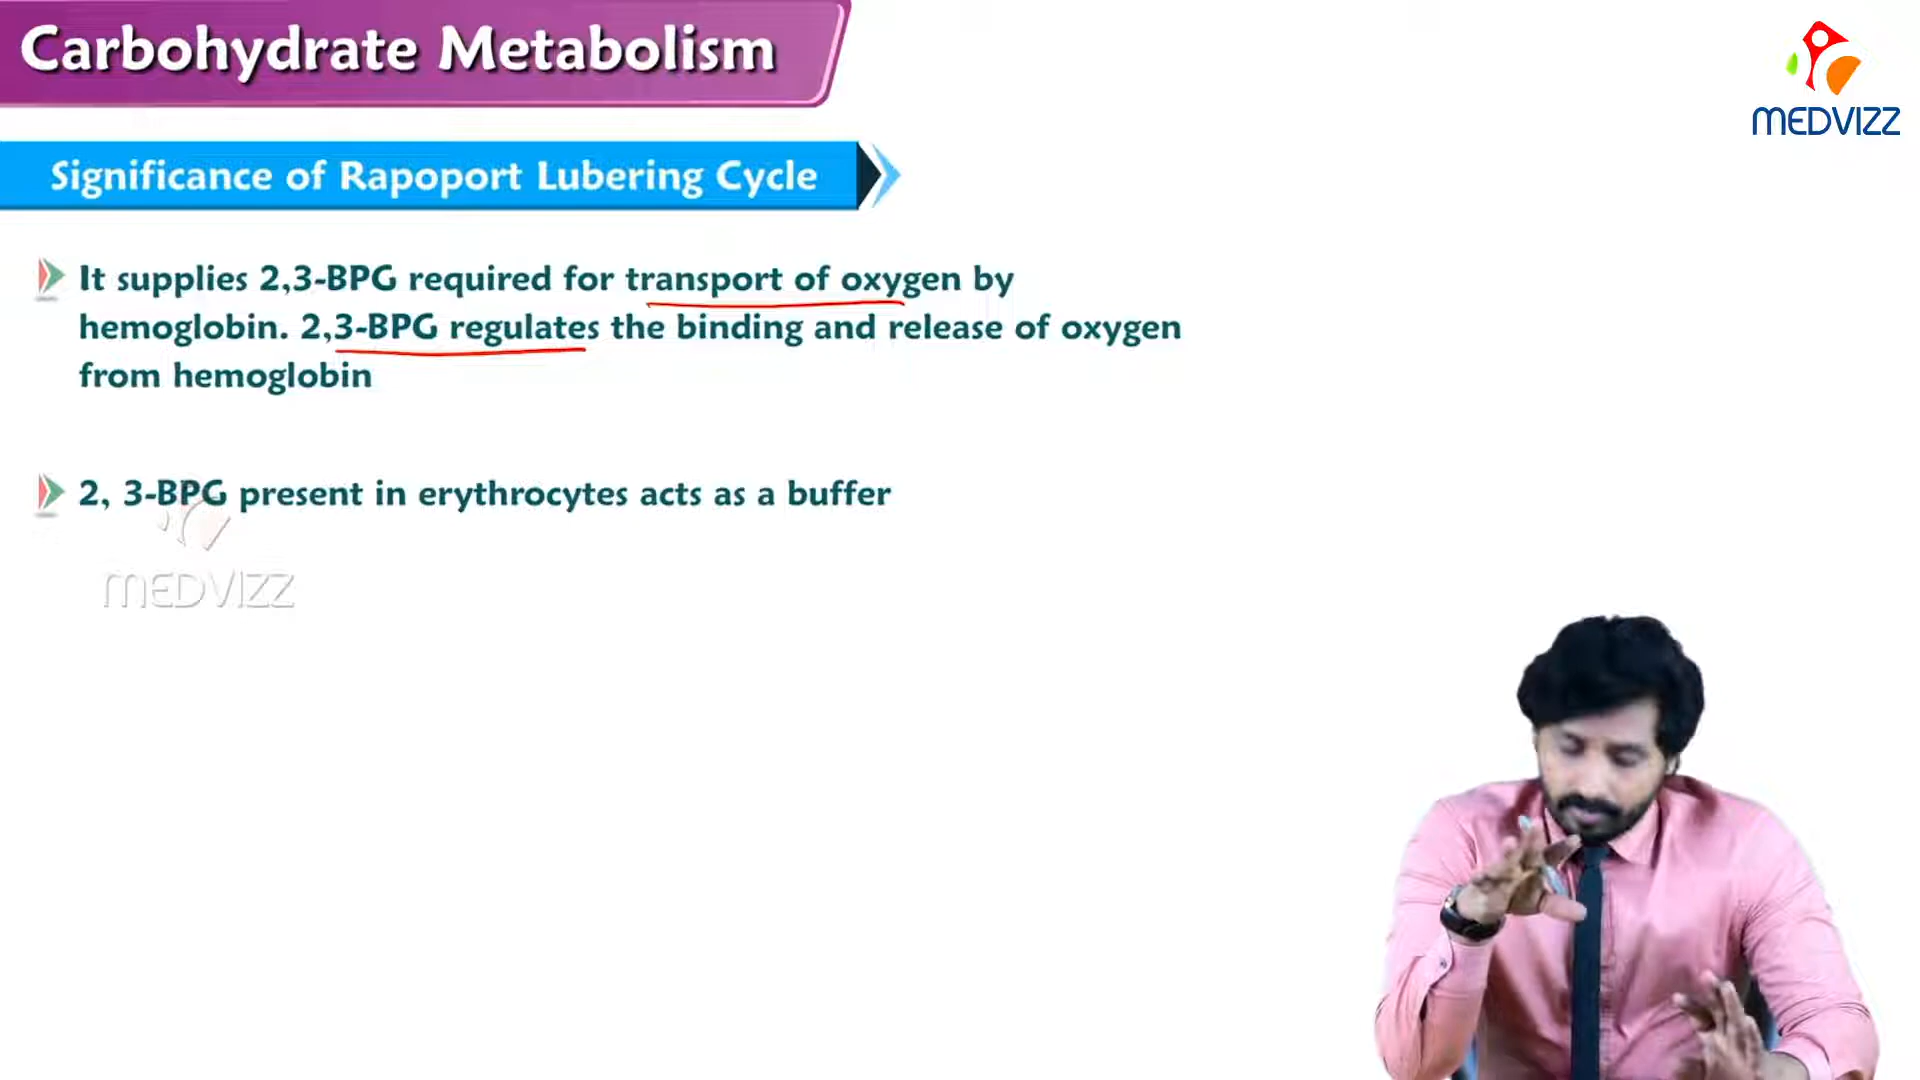 Carbohydrate Metabolism
MEDVIZZ
Significance of Rapoport Lubering Cycle
It supplies 2,3-BPG required for transport of oxygen by
hemoglobin. 2,3-BPG regulates the binding and release of oxygen
from hemoglobin
2, 3-BPG present in erythrocytes acts as a buffer
MEDVIZZ